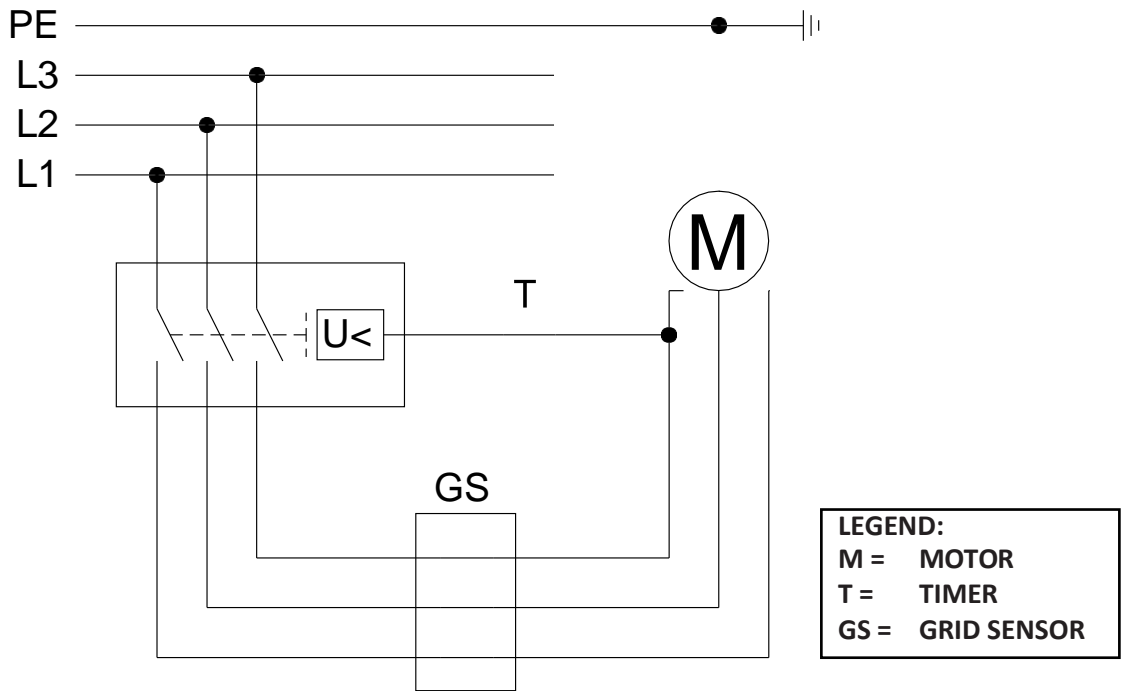 PE
L3
L2
L1
M
T
U<
GS
LEGEND:
M = MOTOR
T = TIMER
GS = GRID SENSOR